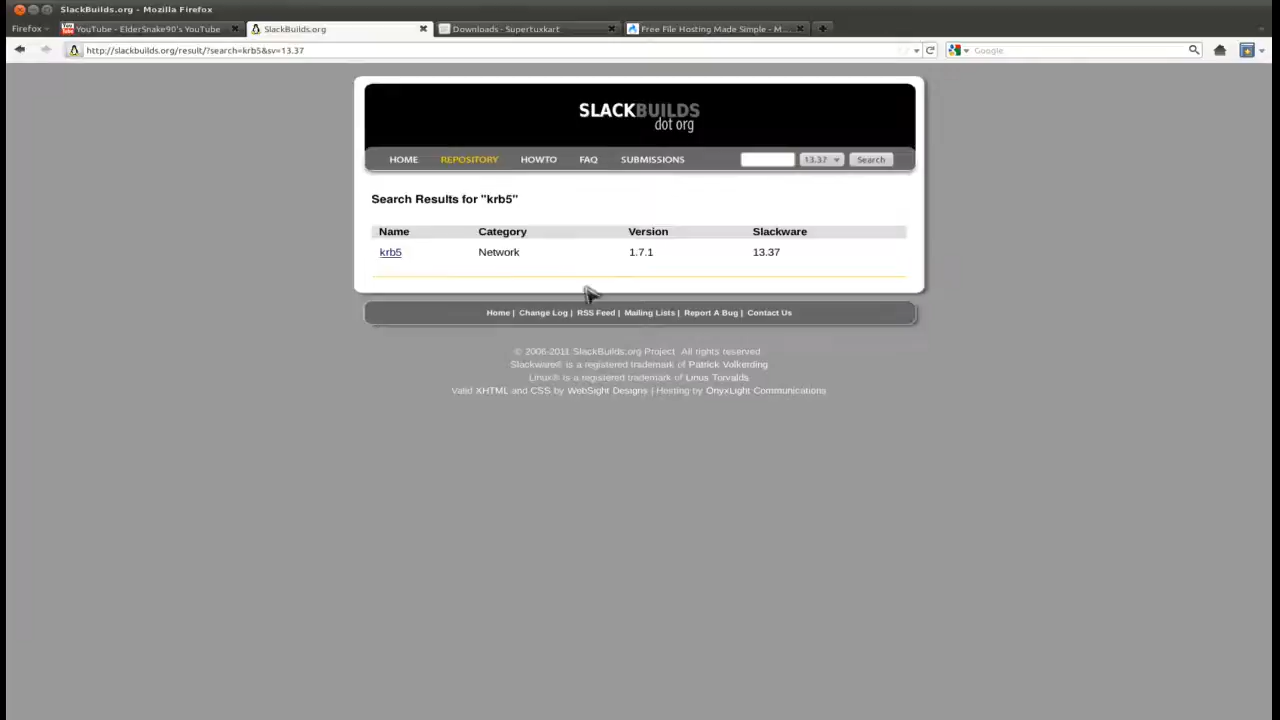 SlackBuilds.org - Mozilla Firefox
Firefox
YouTube - ElderSnake90's YouTube
SlackBuilds.org
Downloads - Supertuxkart
Free File Hosting Made Simple - M...
http://slackbuilds.org/result/?search=krb5&sv=13.37
Google
SLACKBUILDS
dot org
HOME REPOSITORY HOWTO FAQ SUBMISSIONS 13.37 Search
Search Results for "krb5"
Name Category Version Slackware
krb5 Network 1.7.1 13.37
Home | Change Log | RSS Feed | Mailing Lists | Report A Bug | Contact Us
© 2006-2011 SlackBuilds.org Project. All rights reserved.
Slackware® is a registered trademark of Patrick Volkerding
Linux® is a registered trademark of Linus Torvalds
Valid XHTML and CSS by WebSight Designs | Hosting by OnyxLight Communications